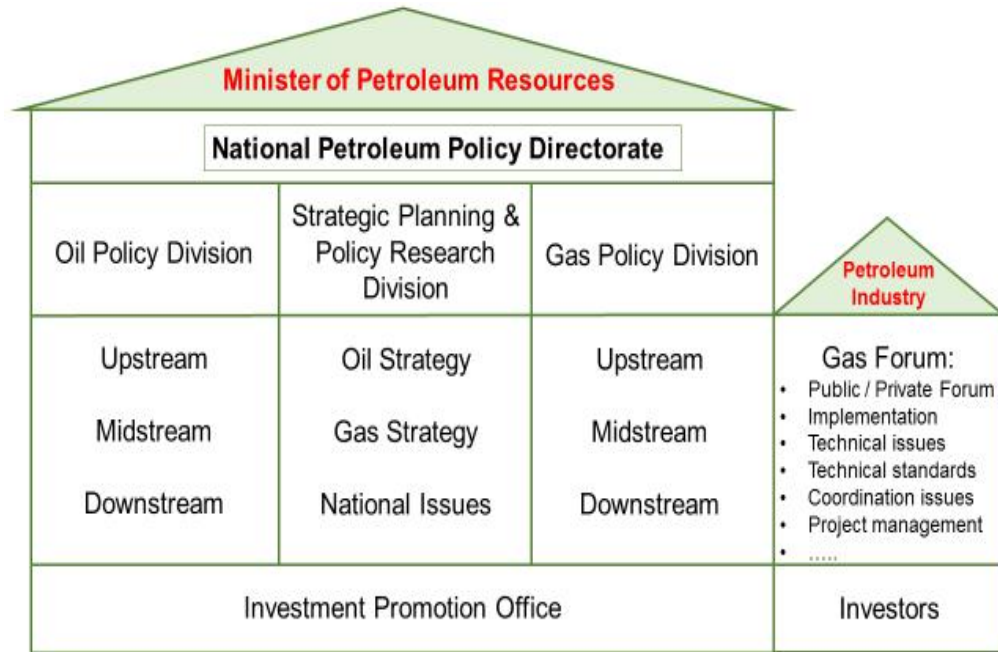 Minister of Petroleum Resources
National Petroleum Policy Directorate
Oil Policy Division
Strategic Planning &
Policy Research
Division
Gas Policy Division
Petroleum
Industry
Upstream
Midstream
Downstream
Oil Strategy
Gas Strategy
National Issues
Upstream
Midstream
Downstream
Gas Forum:
• Public / Private Forum
• Implementation
• Technical issues
• Technical standards
• Coordination issues
• Project management
• .....
Investment Promotion Office
Investors